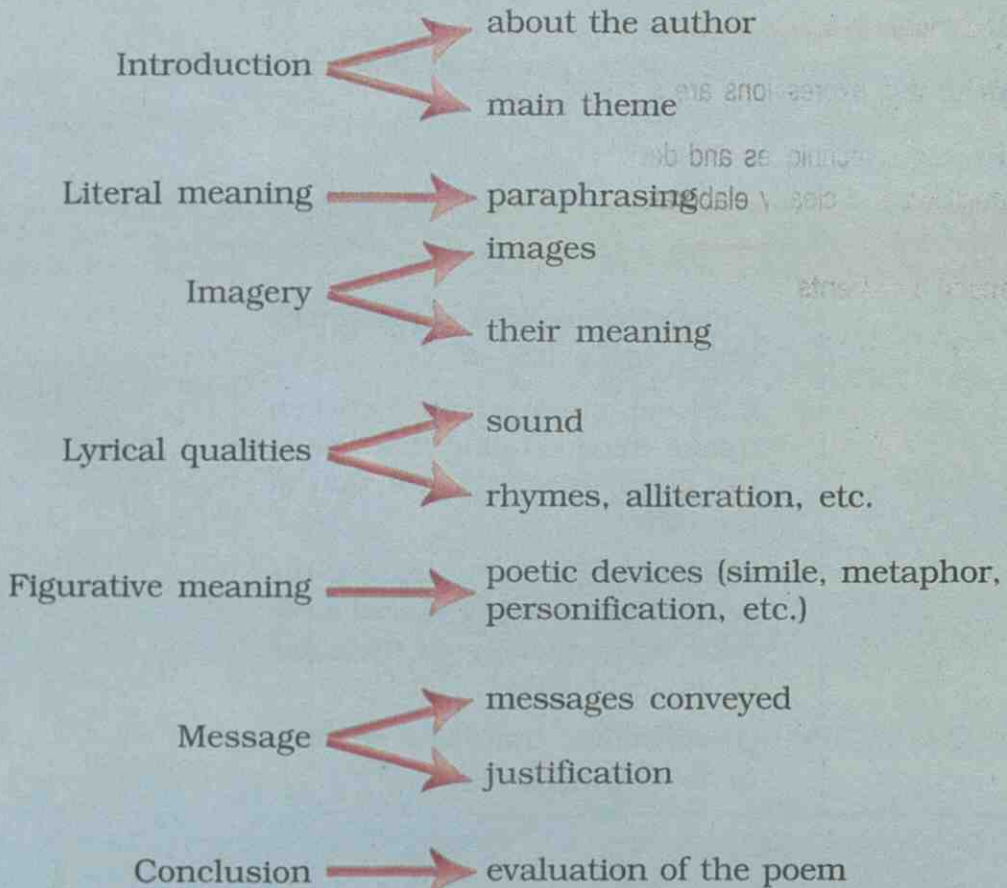 about the author
Introduction
main theme
Literal meaning paraphrasing
images
Imagery
their meaning
sound
Lyrical qualities
rhymes, alliteration, etc.
Figurative meaning poetic devices (simile, metaphor,
personification, etc.)
messages conveyed
Message
justification
Conclusion evaluation of the poem